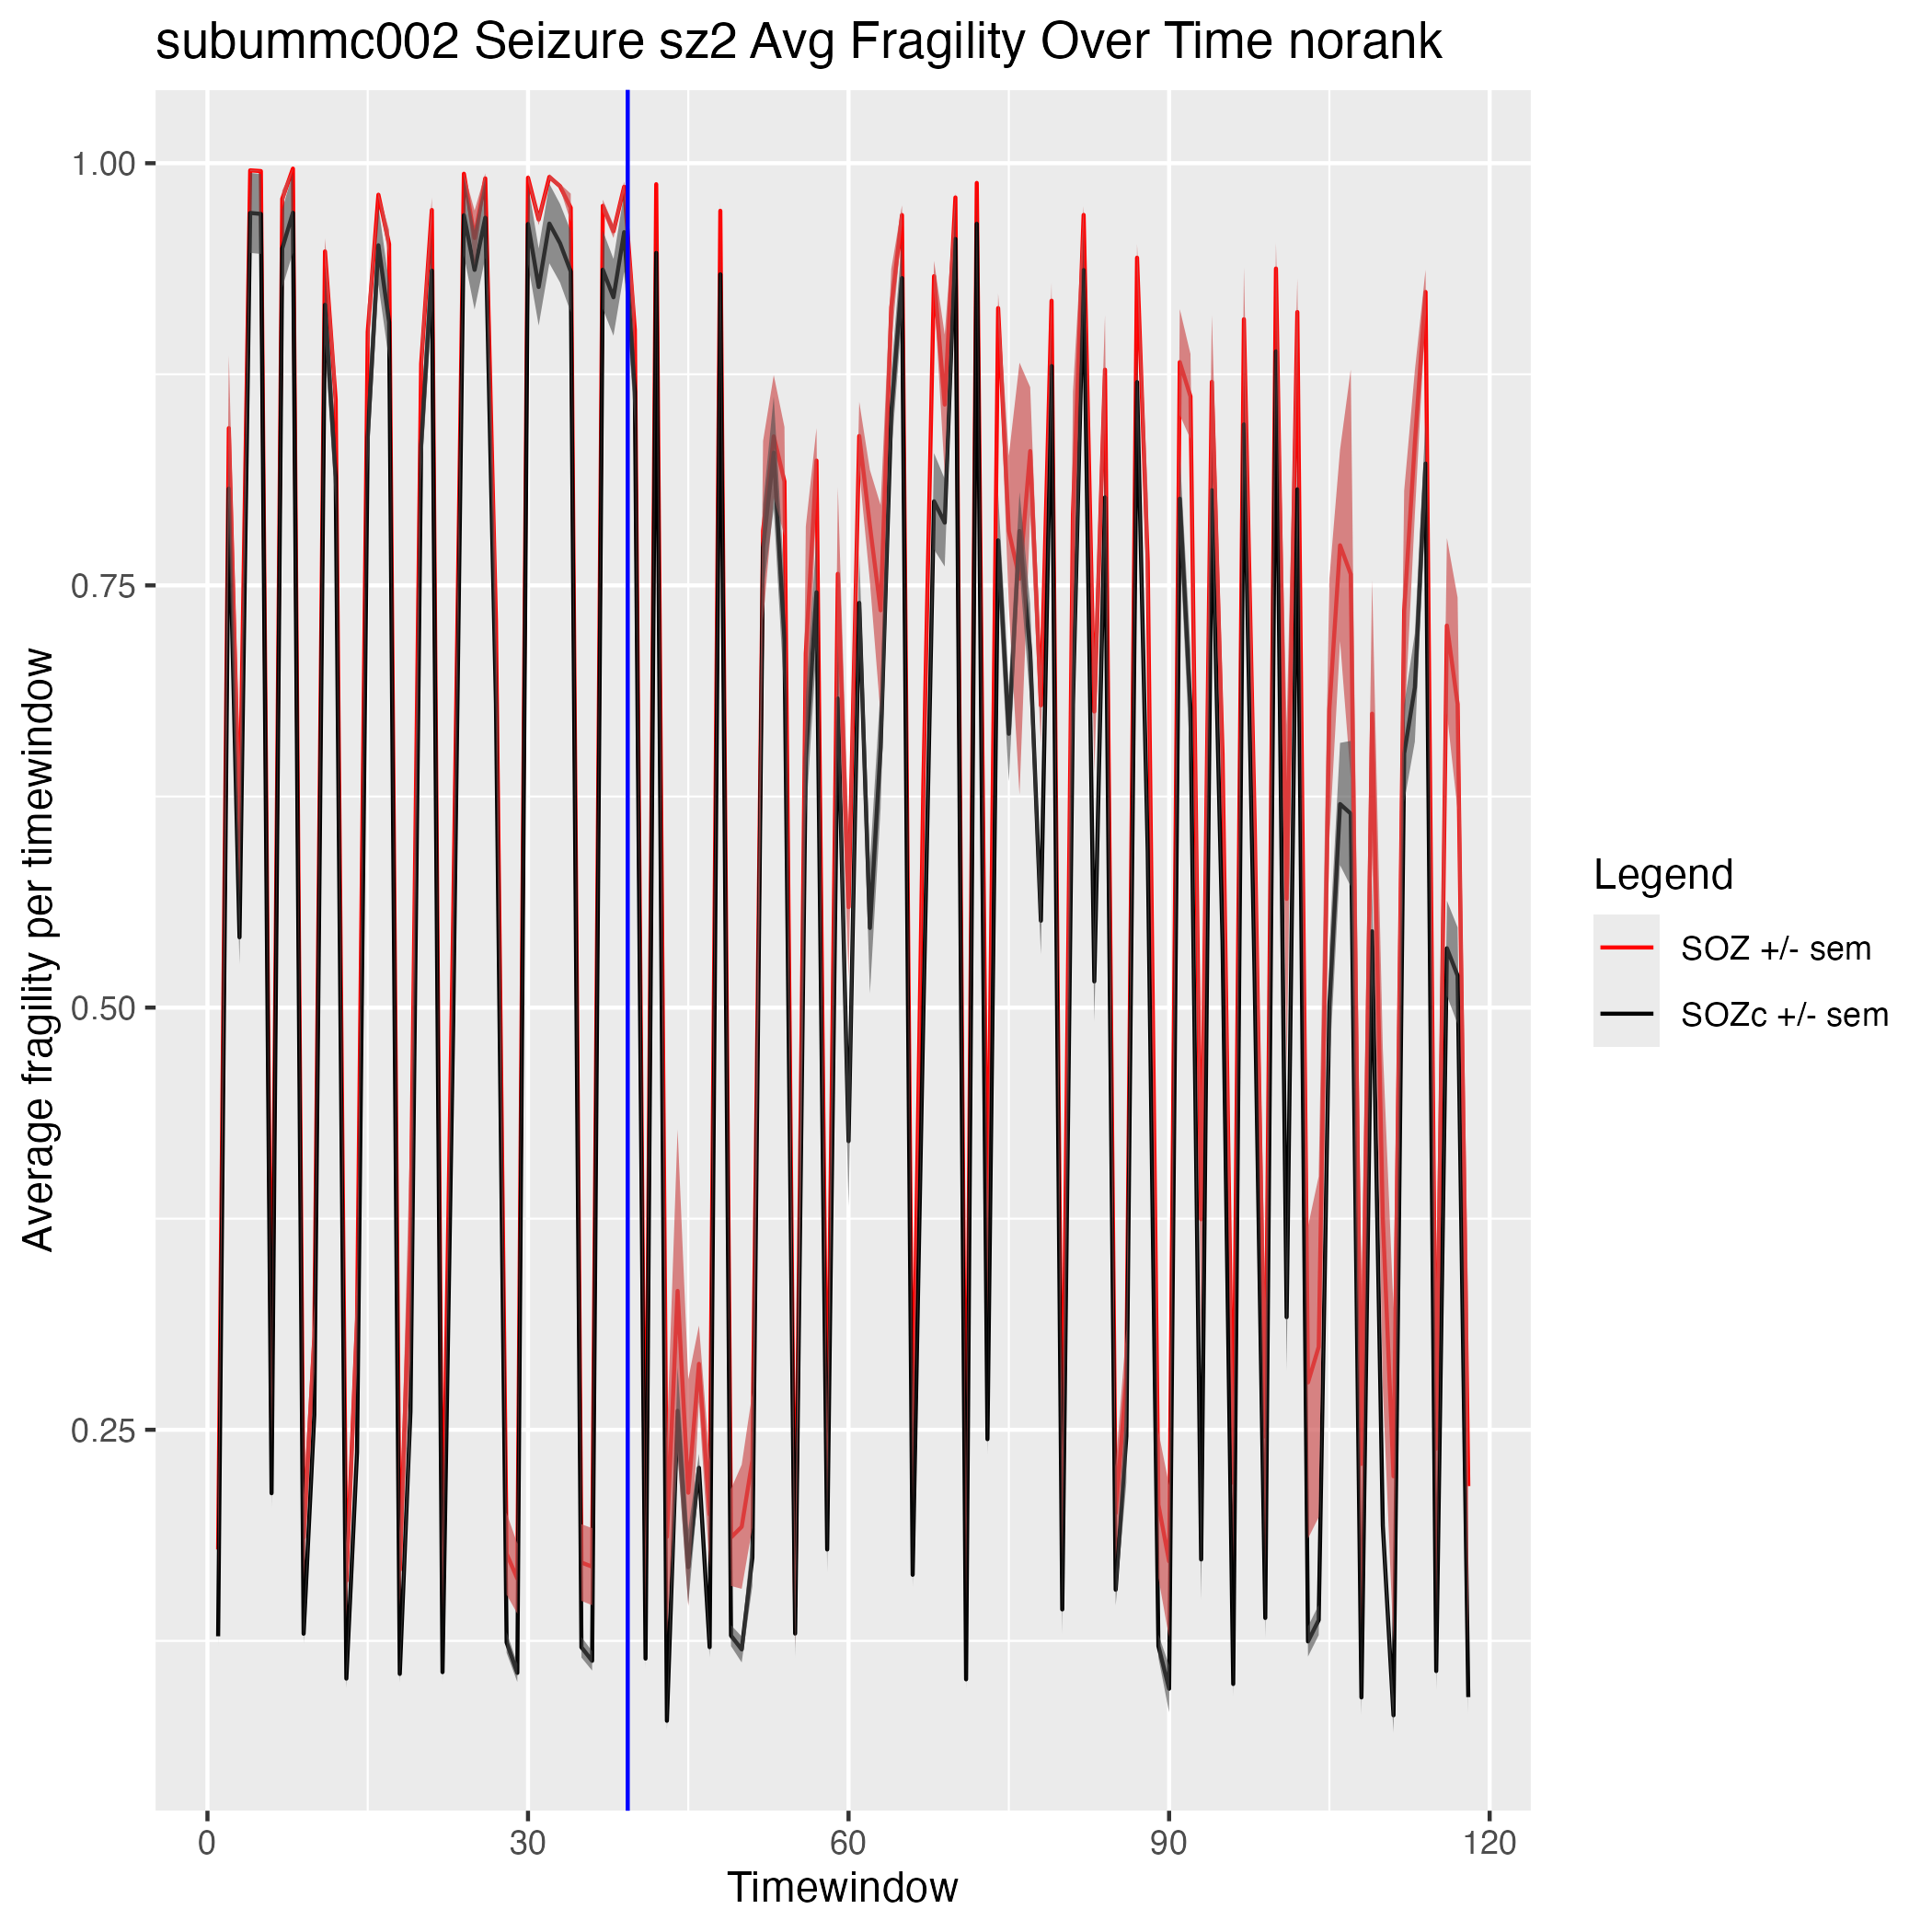 subummc002 Seizure sz2 Avg Fragility Over Time norank
Average fragility per timewindow
1.00
0.75
0.50
0.25
0
30
60
90
120
Timewindow
Legend
SOZ +/- sem
SOZc +/- sem